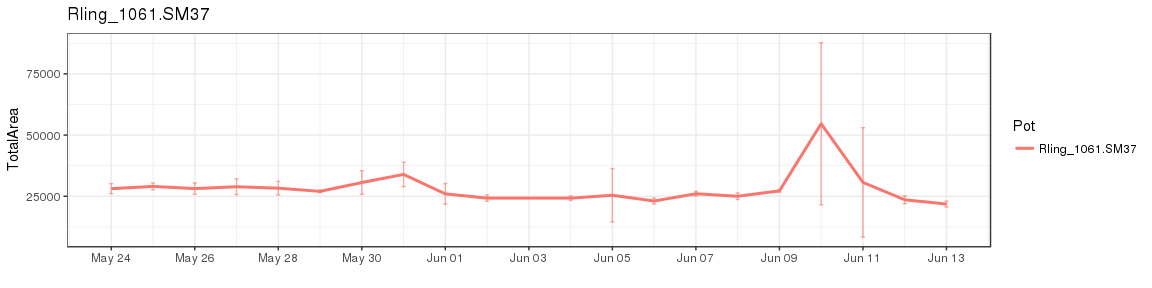 Rling_1061.SM37
TotalArea
75000
50000
25000
May 24 May 26 May 28 May 30 Jun 01 Jun 03 Jun 05 Jun 07 Jun 09 Jun 11 Jun 13
Pot
Rling_1061.SM37